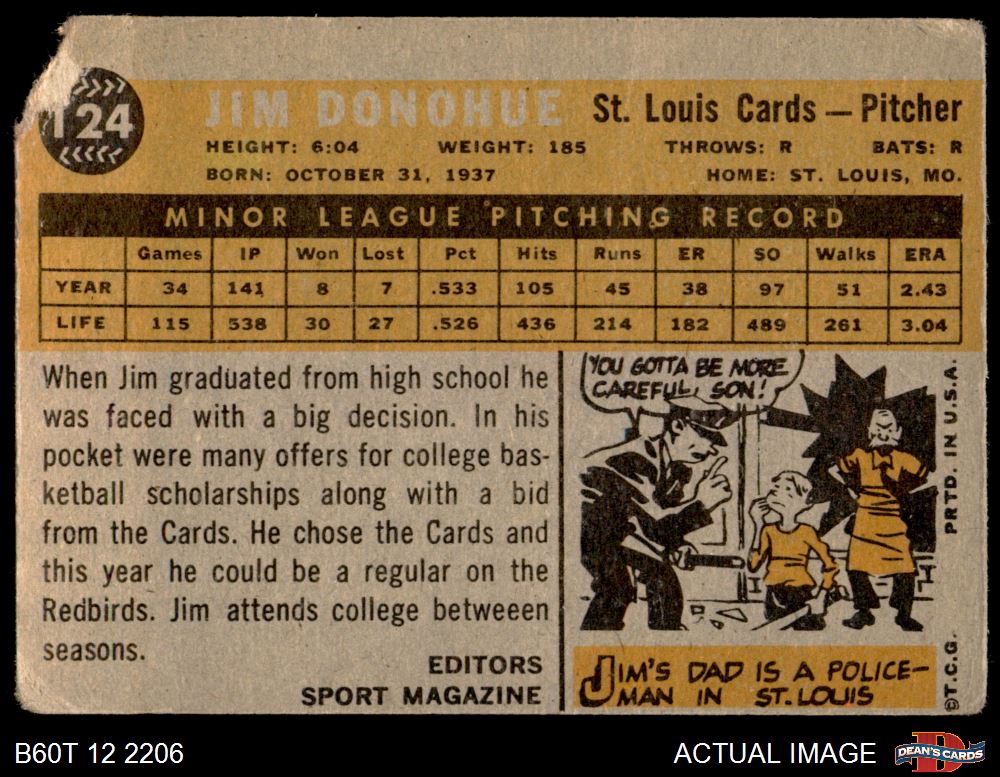 124
JIM DONOHUE St. Louis Cards — Pitcher
HEIGHT: 6:04 WEIGHT: 185 THROWS: R BATS: R
BORN: OCTOBER 31, 1937 HOME: ST. LOUIS, MO.
MINOR LEAGUE PITCHING RECORD
Games IP Won Lost Pct Hits Runs ER SO Walks ERA
YEAR 34 141 8 7 .533 105 45 38 97 51 2.43
LIFE 115 538 30 27 .526 436 214 182 489 261 3.04
When Jim graduated from high school he
was faced with a big decision. In his
pocket were many offers for college bas-
ketball scholarships along with a bid
from the Cards. He chose the Cards and
this year he could be a regular on the
Redbirds. Jim attends college betweeen
seasons.
EDITORS
SPORT MAGAZINE
YOU GOTTA BE MORE
CAREFUL, SON!
JIM'S DAD IS A POLICE-
MAN IN ST. LOUIS
©T.C.G. PRTD. IN U.S.A.
B60T 12 2206 ACTUAL IMAGE
DEAN'S CARDS